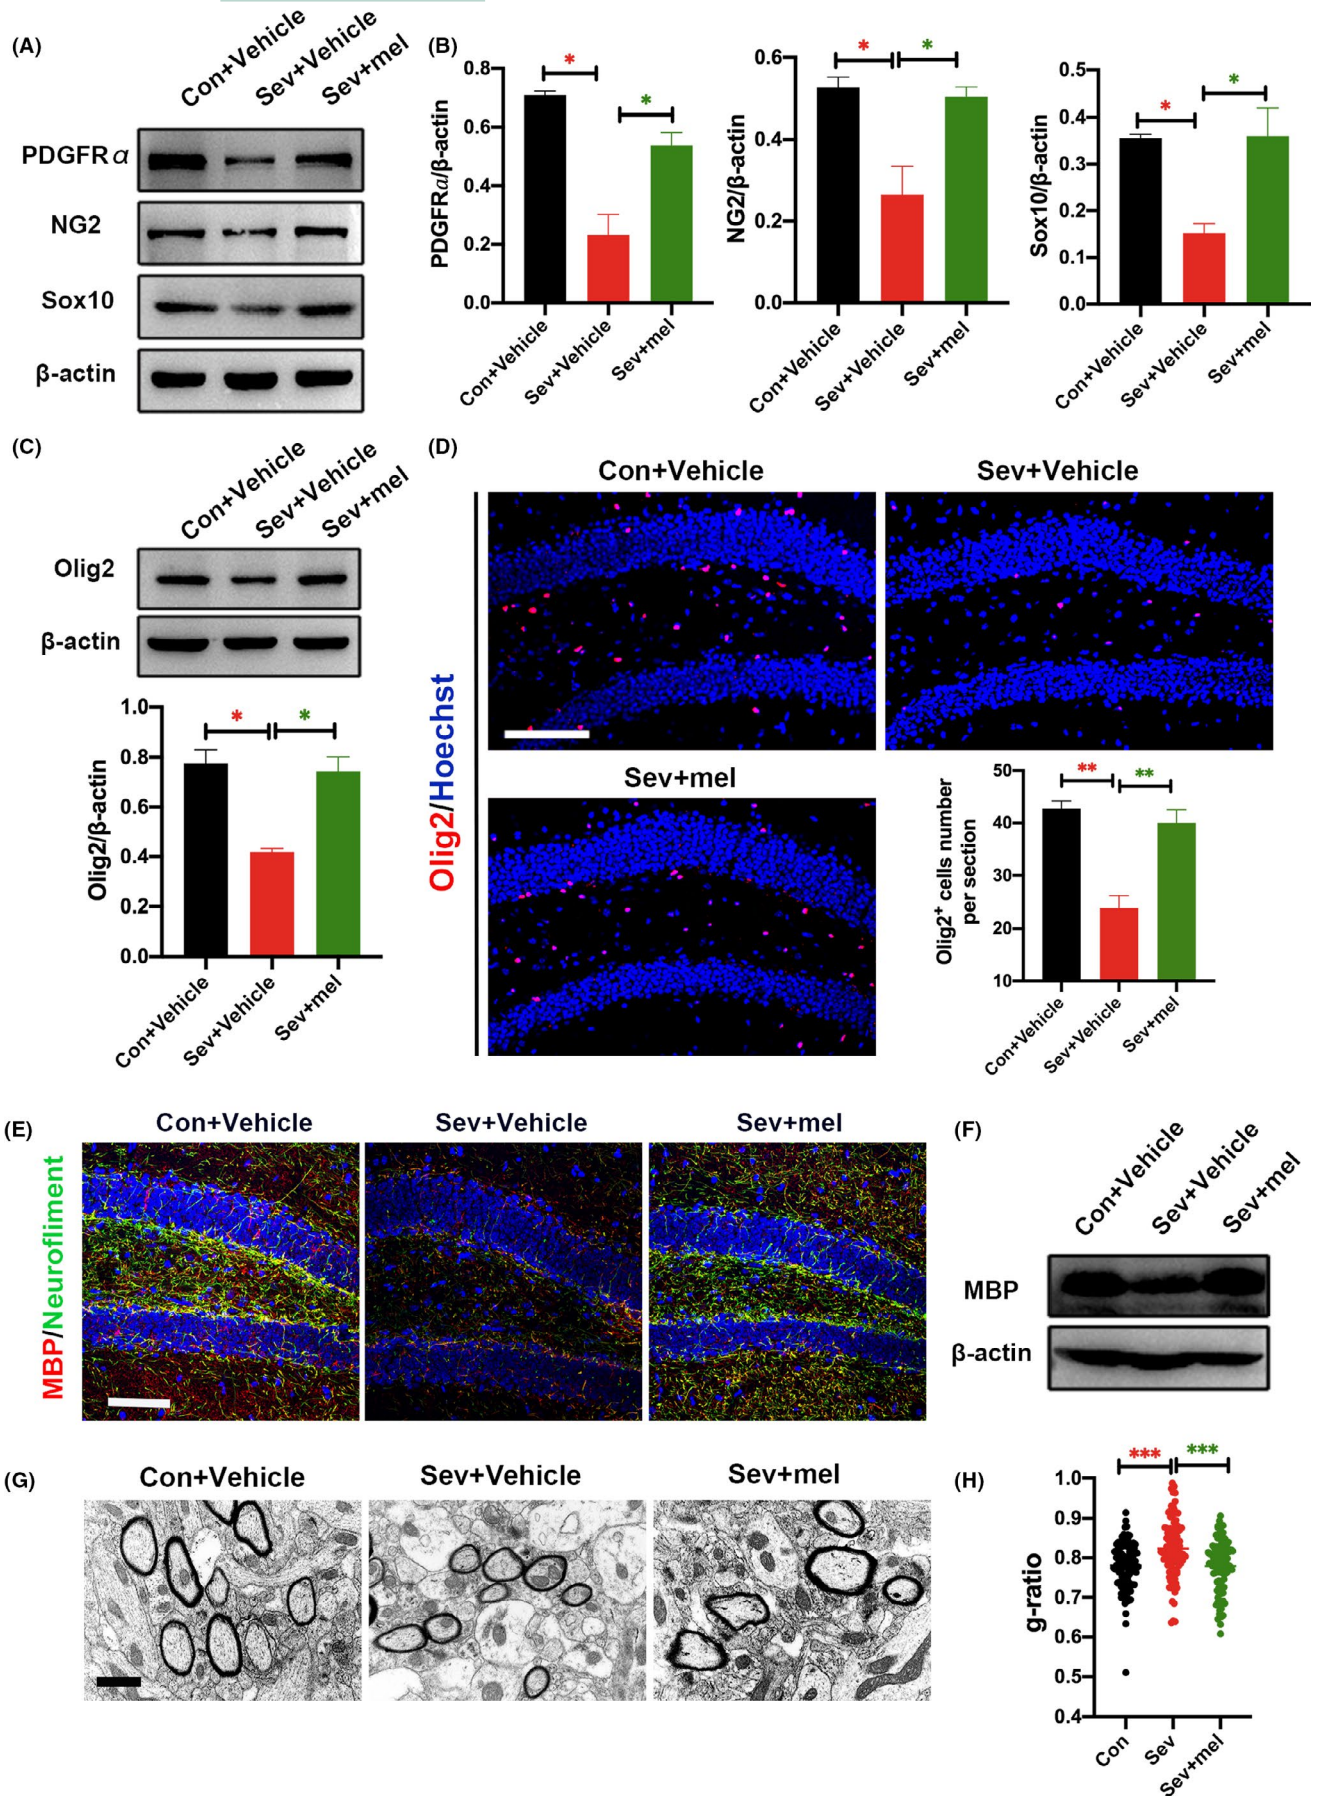 (A)
Con+Vehicle
Sev+Vehicle
Sev+mel
PDGFRα
NG2
Sox10
β-actin
(B)
PDGFRα/β-actin
0.8
0.6
0.4
0.2
0.0
*
*
Con+Vehicle
Sev+Vehicle
Sev+mel
NG2/β-actin
0.6
0.4
0.2
0.0
*
*
Con+Vehicle
Sev+Vehicle
Sev+mel
Sox10/β-actin
0.5
0.4
0.3
0.2
0.1
0.0
*
*
Con+Vehicle
Sev+Vehicle
Sev+mel
(C)
Con+Vehicle
Sev+Vehicle
Sev+mel
Olig2
β-actin
Olig2/β-actin
1.0
0.8
0.6
0.4
0.2
0.0
*
*
Con+Vehicle
Sev+Vehicle
Sev+mel
(D)
Con+Vehicle
Sev+Vehicle
Sev+mel
Olig2/Hoechst
Olig2+ cells number
per section
50
40
30
20
10
**
**
Con+Vehicle
Sev+Vehicle
Sev+mel
(E)
Con+Vehicle
Sev+Vehicle
Sev+mel
MBP/Neurofliment
(F)
Con+Vehicle
Sev+Vehicle
Sev+mel
MBP
β-actin
(G)
Con+Vehicle
Sev+Vehicle
Sev+mel
(H)
g-ratio
1.0
0.9
0.8
0.7
0.6
0.5
0.4
***
***
Con
Sev
Sev+mel